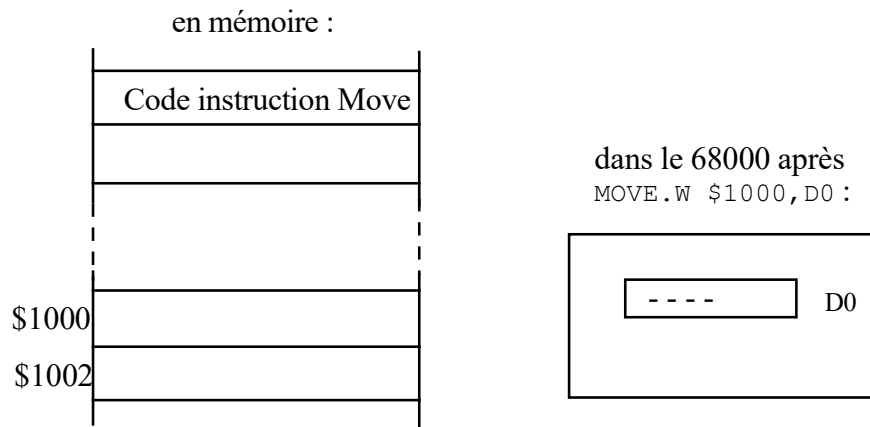 en mémoire :
Code instruction Move
dans le 68000 après
MOVE.W $1000,D0 :
$1000
- - - -
D0
$1002